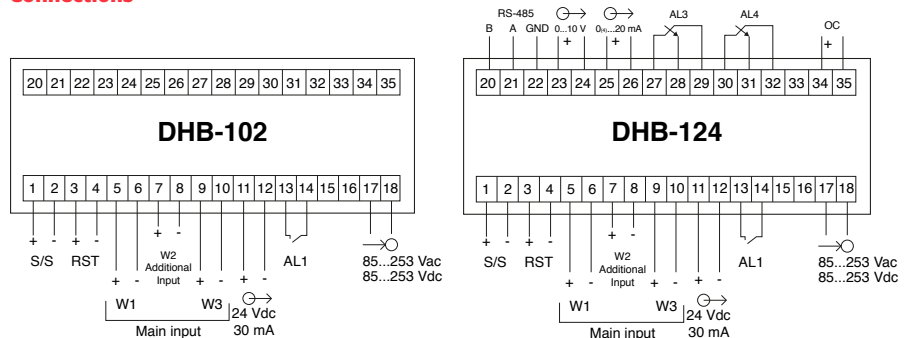 Connections
20 21 22 23 24 25 26 27 28 29 30 31 32 33 34 35
DHB-102
1 2 3 4 5 6 7 8 9 10 11 12 13 14 15 16 17 18
+ - + - + - + - + - + -
S/S RST
W2
Additional
Input
AL1
85...253 Vac
85...253 Vdc
W1 W3
24 Vdc
30 mA
Main input
RS-485 AL3 AL4 OC
B A GND 0...10 V 0(4)...20 mA
+ + +
20 21 22 23 24 25 26 27 28 29 30 31 32 33 34 35
DHB-124
1 2 3 4 5 6 7 8 9 10 11 12 13 14 15 16 17 18
+ - + - + - + - + - + -
S/S RST
W2
Additional
Input
AL1
85...253 Vac
85...253 Vdc
W1 W3
24 Vdc
30 mA
Main input